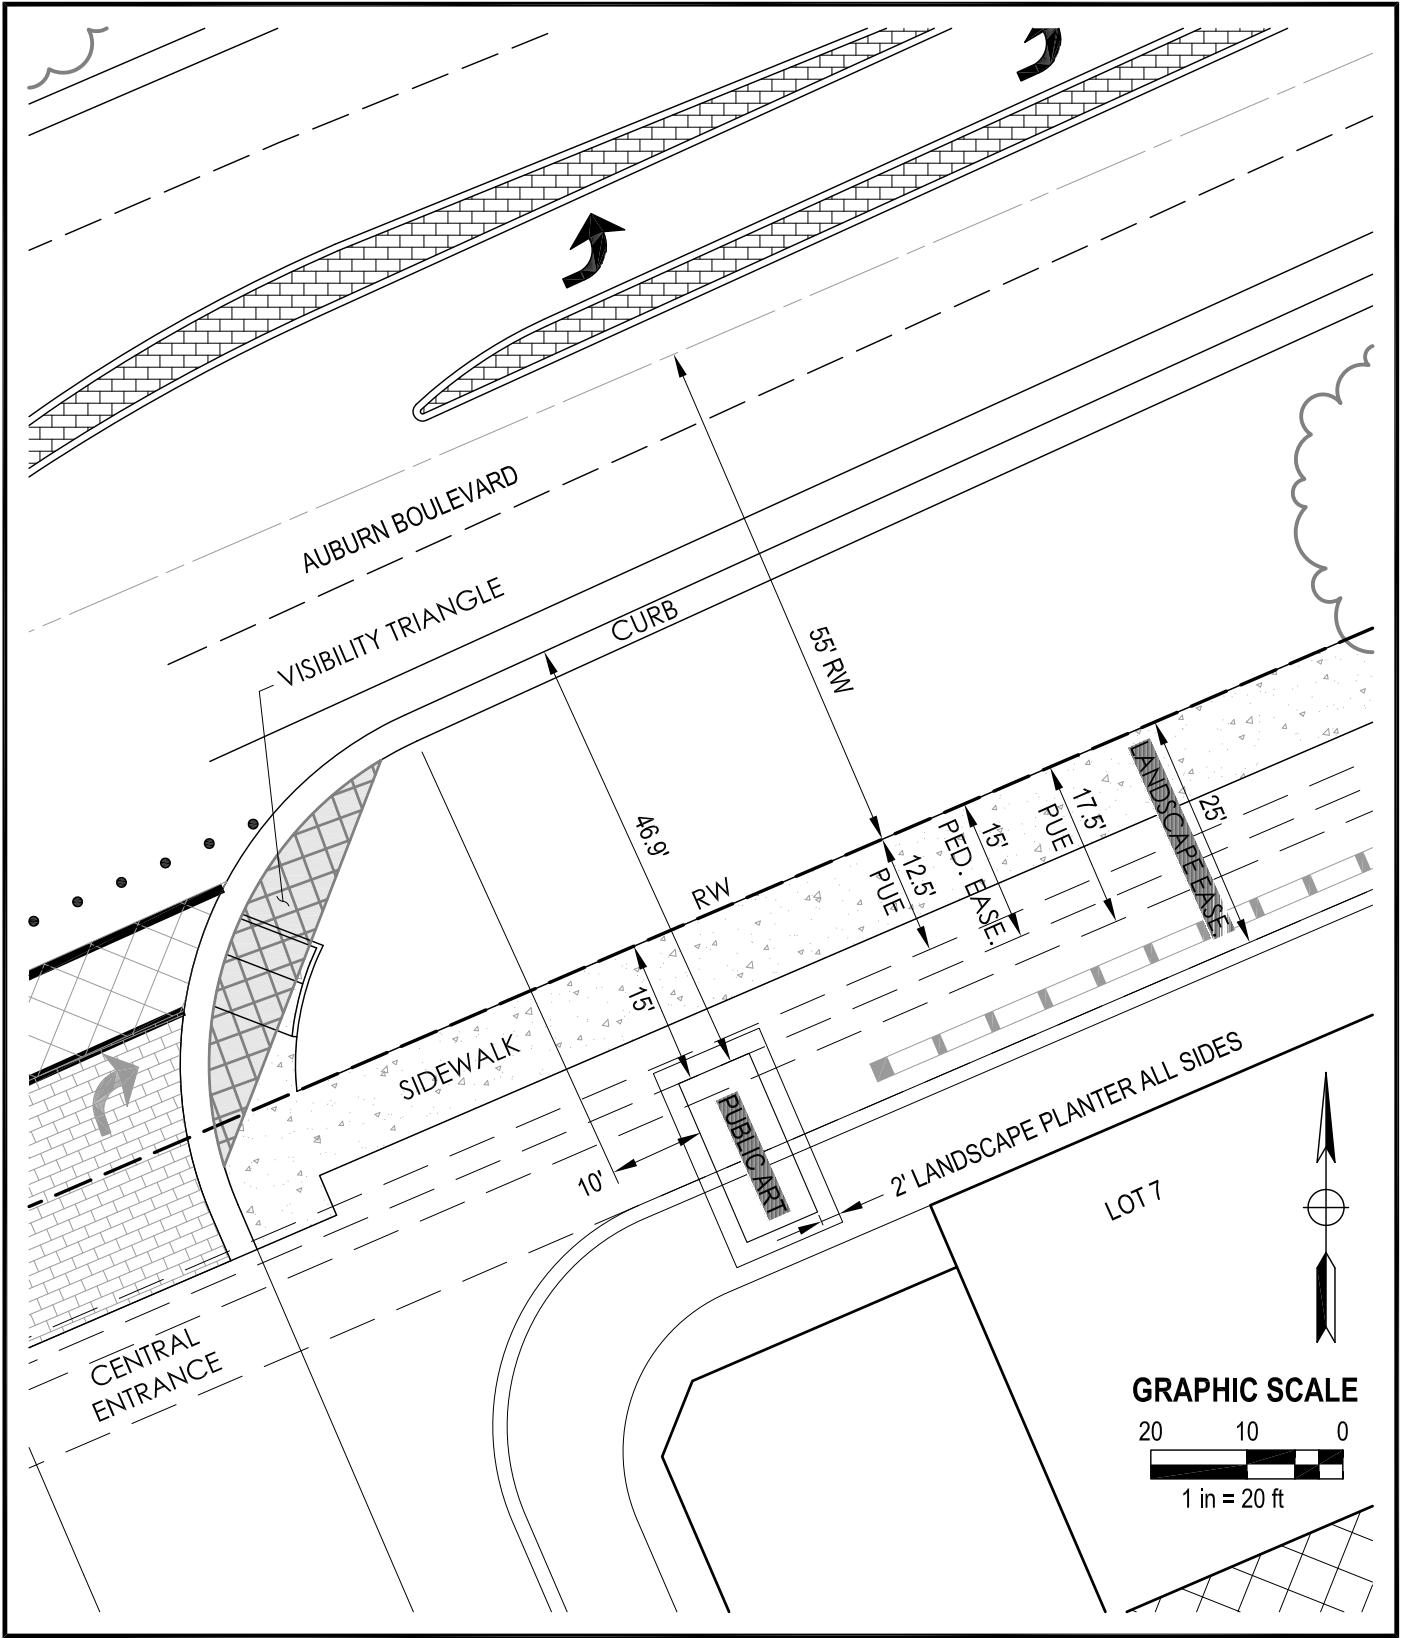 AUBURN BOULEVARD
VISIBILITY TRIANGLE
CURB
55' RW
46.9'
RW
12.5'
PUE
15'
PED. EASE.
17.5'
PUE
LANDSCAPE EASE.
25'
15'
SIDEWALK
PUBLIC ART
10'
2' LANDSCAPE PLANTER ALL SIDES
LOT 7
CENTRAL
ENTRANCE
GRAPHIC SCALE
20 10 0
1 in = 20 ft